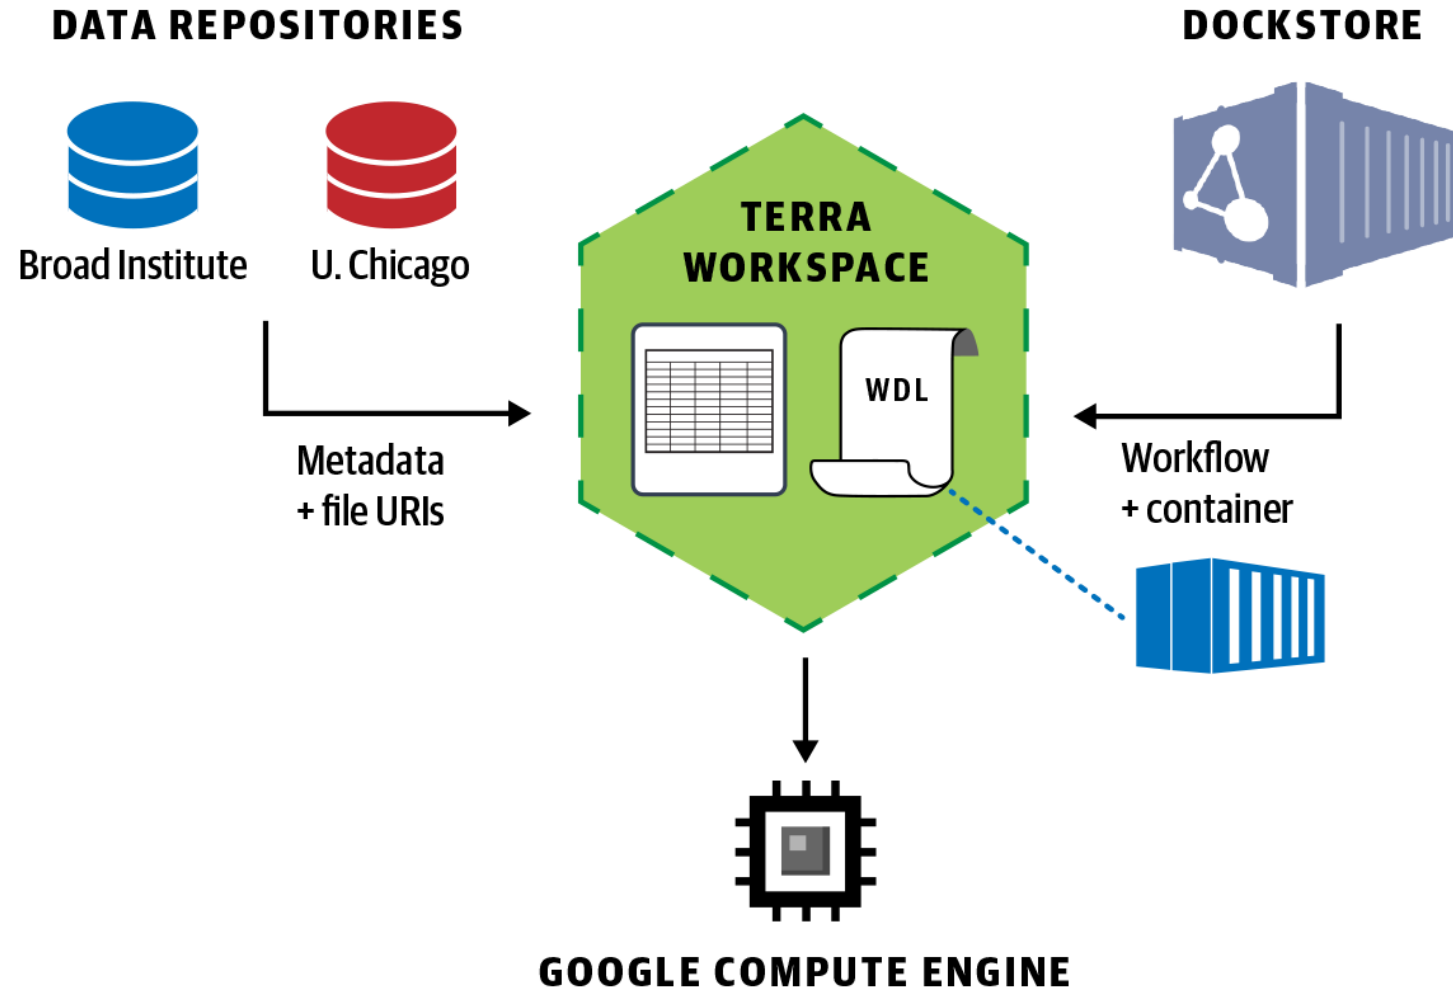 DATA REPOSITORIES
DOCKSTORE
Broad Institute
U. Chicago
TERRA
WORKSPACE
WDL
Metadata
+ file URIs
Workflow
+ container
GOOGLE COMPUTE ENGINE